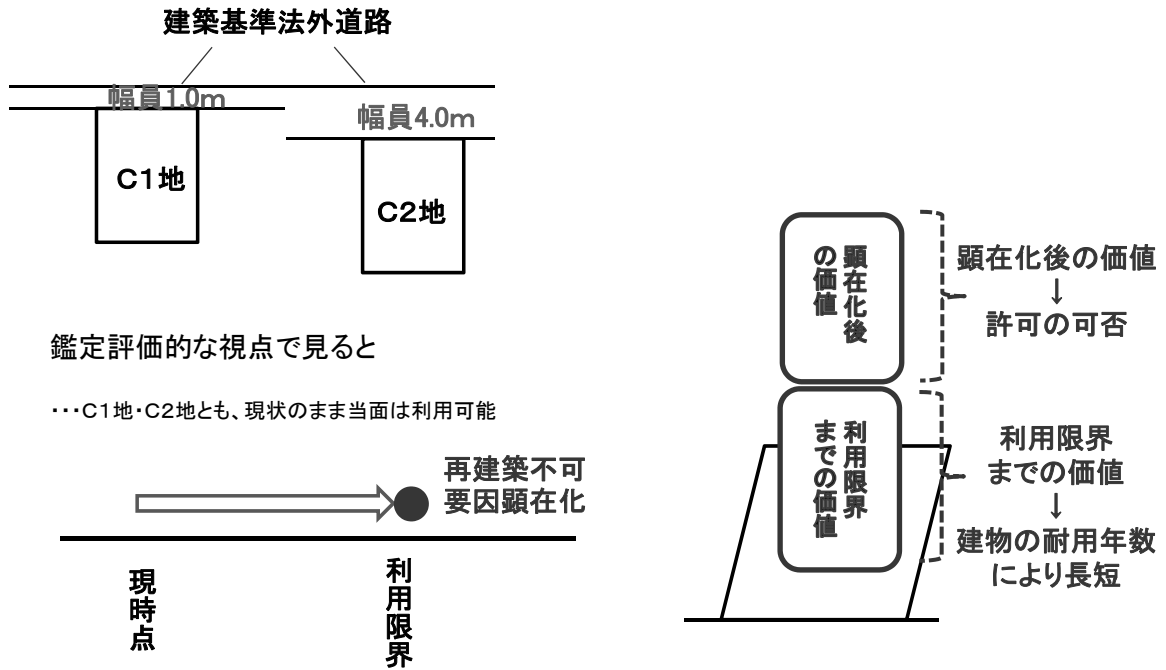 建築基準法外道路
幅員1.0m
幅員4.0m
C1地
C2地
鑑定評価的な視点で見ると
・・・C1地・C2地とも、現状のまま当面は利用可能
再建築不可
要因顕在化
現時点
利用限界
顕在化後
の価値
利用限界
までの価値
顕在化後の価値
↓
許可の可否
利用限界
までの価値
↓
建物の耐用年数
により長短